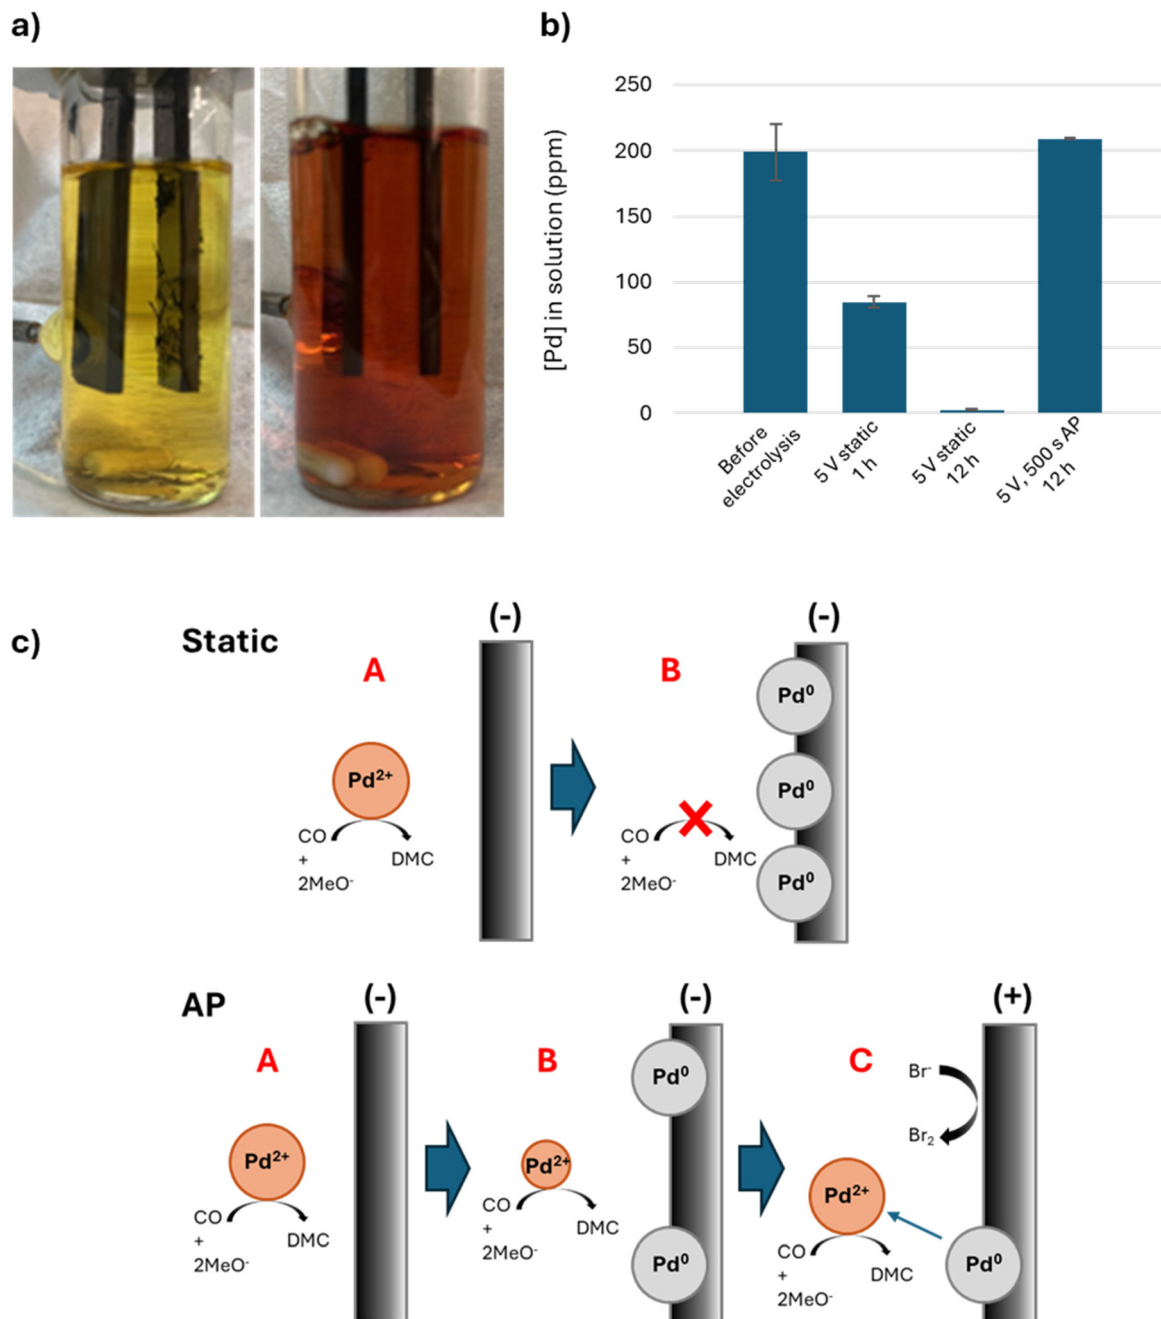 a)
b)
[Pd] in solution (ppm)
250
200
150
100
50
0
Before
electrolysis
5 V static
1 h
5 V static
12 h
5 V, 500 s AP
12 h
c)
Static
A
(-)
Pd²⁺
CO
+
2MeO⁻
DMC
B
(-)
Pd⁰
Pd⁰
Pd⁰
CO
+
2MeO⁻
DMC
AP
A
(-)
Pd²⁺
CO
+
2MeO⁻
DMC
B
(-)
Pd⁰
Pd²⁺
CO
+
2MeO⁻
DMC
Pd⁰
C
(+)
Br⁻
Br₂
Pd²⁺
CO
+
2MeO⁻
DMC
Pd⁰